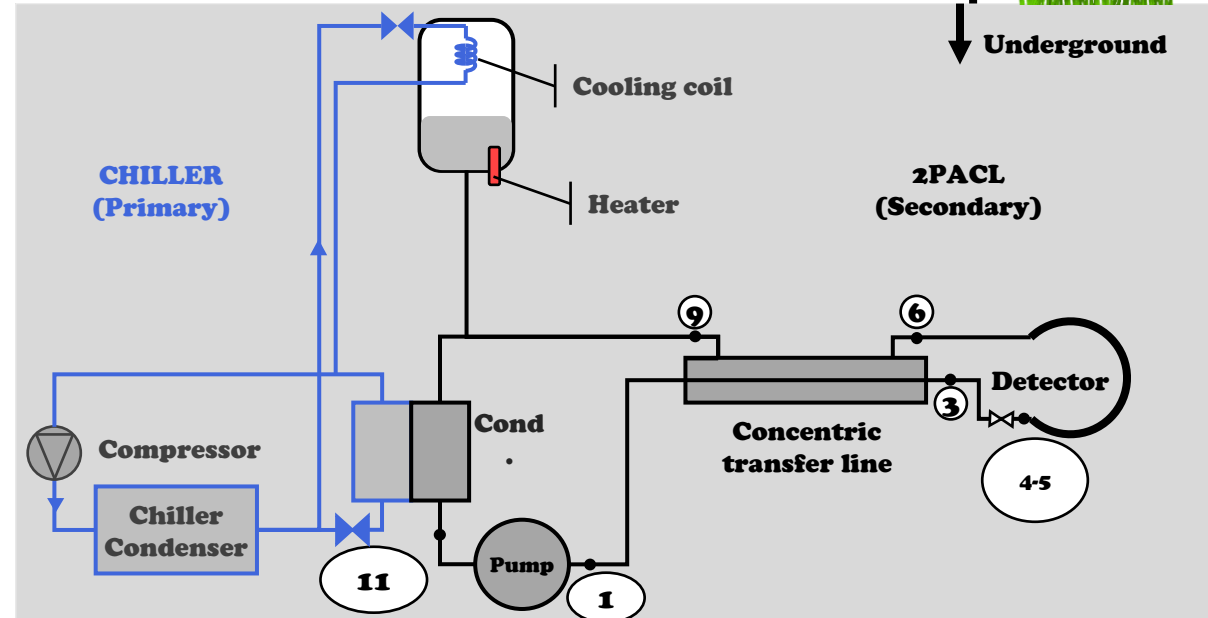 Underground
Cooling coil
CHILLER
(Primary)
2PACL
(Secondary)
Heater
9
6
Detector
3
Cond
Compressor
Concentric
transfer line
4-5
Chiller
Condenser
Pump
11
1